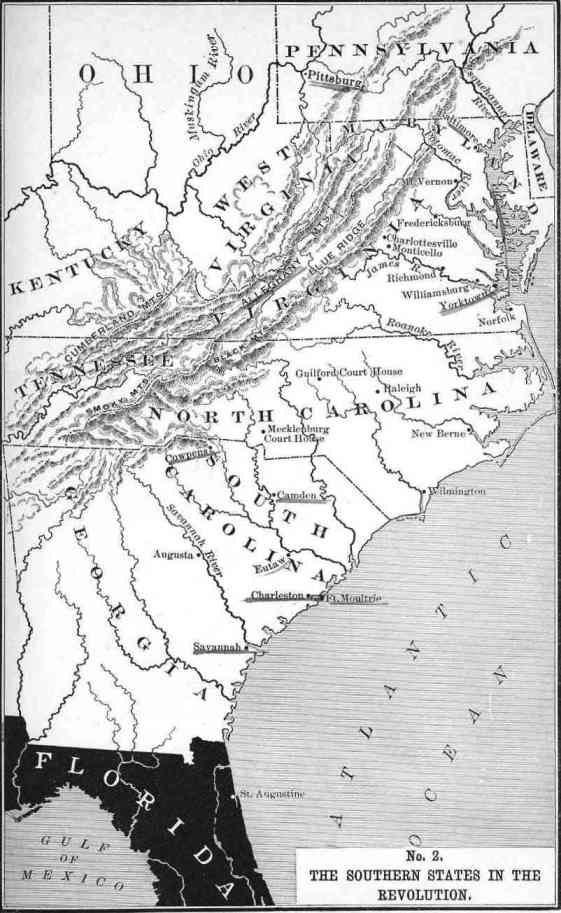 PENNSYLVANIA
OHIO
Pittsburg
Muskingum River
Susquehanna River
Ohio River
MARYLAND
Baltimore
DELAWARE
WEST VIRGINIA
Potomac River
Mt. Vernon
KENTUCKY
Fredericksburg
Charlottesville
Monticello
ALLEGHANY MTS.
BLUE RIDGE
VIRGINIA
James R.
Richmond
Williamsburg
Yorktown
Norfolk
CUMBERLAND MTS.
Roanoke River
TENNESSEE
BLACK
SMOKY MTS.
Guilford Court House
Raleigh
NORTH CAROLINA
Mecklenburg
Court House
New Berne
Cowpens
SOUTH CAROLINA
Camden
Wilmington
Savannah River
GEORGIA
Augusta
Eutaw
Charleston
Ft. Moultrie
Savannah
ATLANTIC OCEAN
FLORIDA
St. Augustine
GULF
OF
MEXICO
No. 2.
THE SOUTHERN STATES IN THE
REVOLUTION.